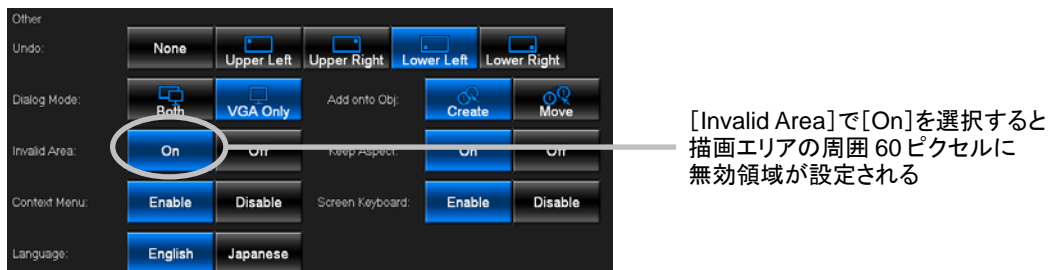 Other
Undo: None Upper Left Upper Right Lower Left Lower Right
Dialog Mode: Both VGA Only Add onto Obj: Create Move
Invalid Area: On Off Keep Aspect: On Off
Context Menu: Enable Disable Screen Keyboard: Enable Disable
Language: English Japanese
[Invalid Area]で[On]を選択すると
描画エリアの周囲 60 ピクセルに
無効領域が設定される